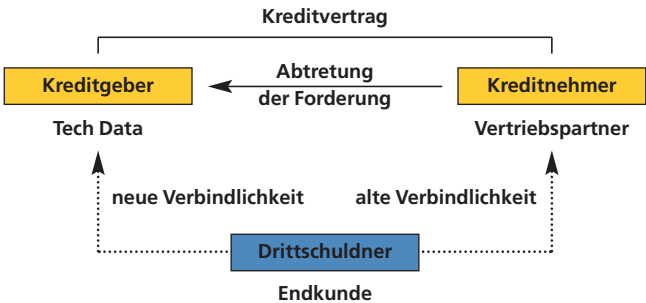 Kreditvertrag
Kreditgeber
Abtretung
der Forderung
Kreditnehmer
Tech Data
Vertriebspartner
neue Verbindlichkeit
alte Verbindlichkeit
Drittschuldner
Endkunde